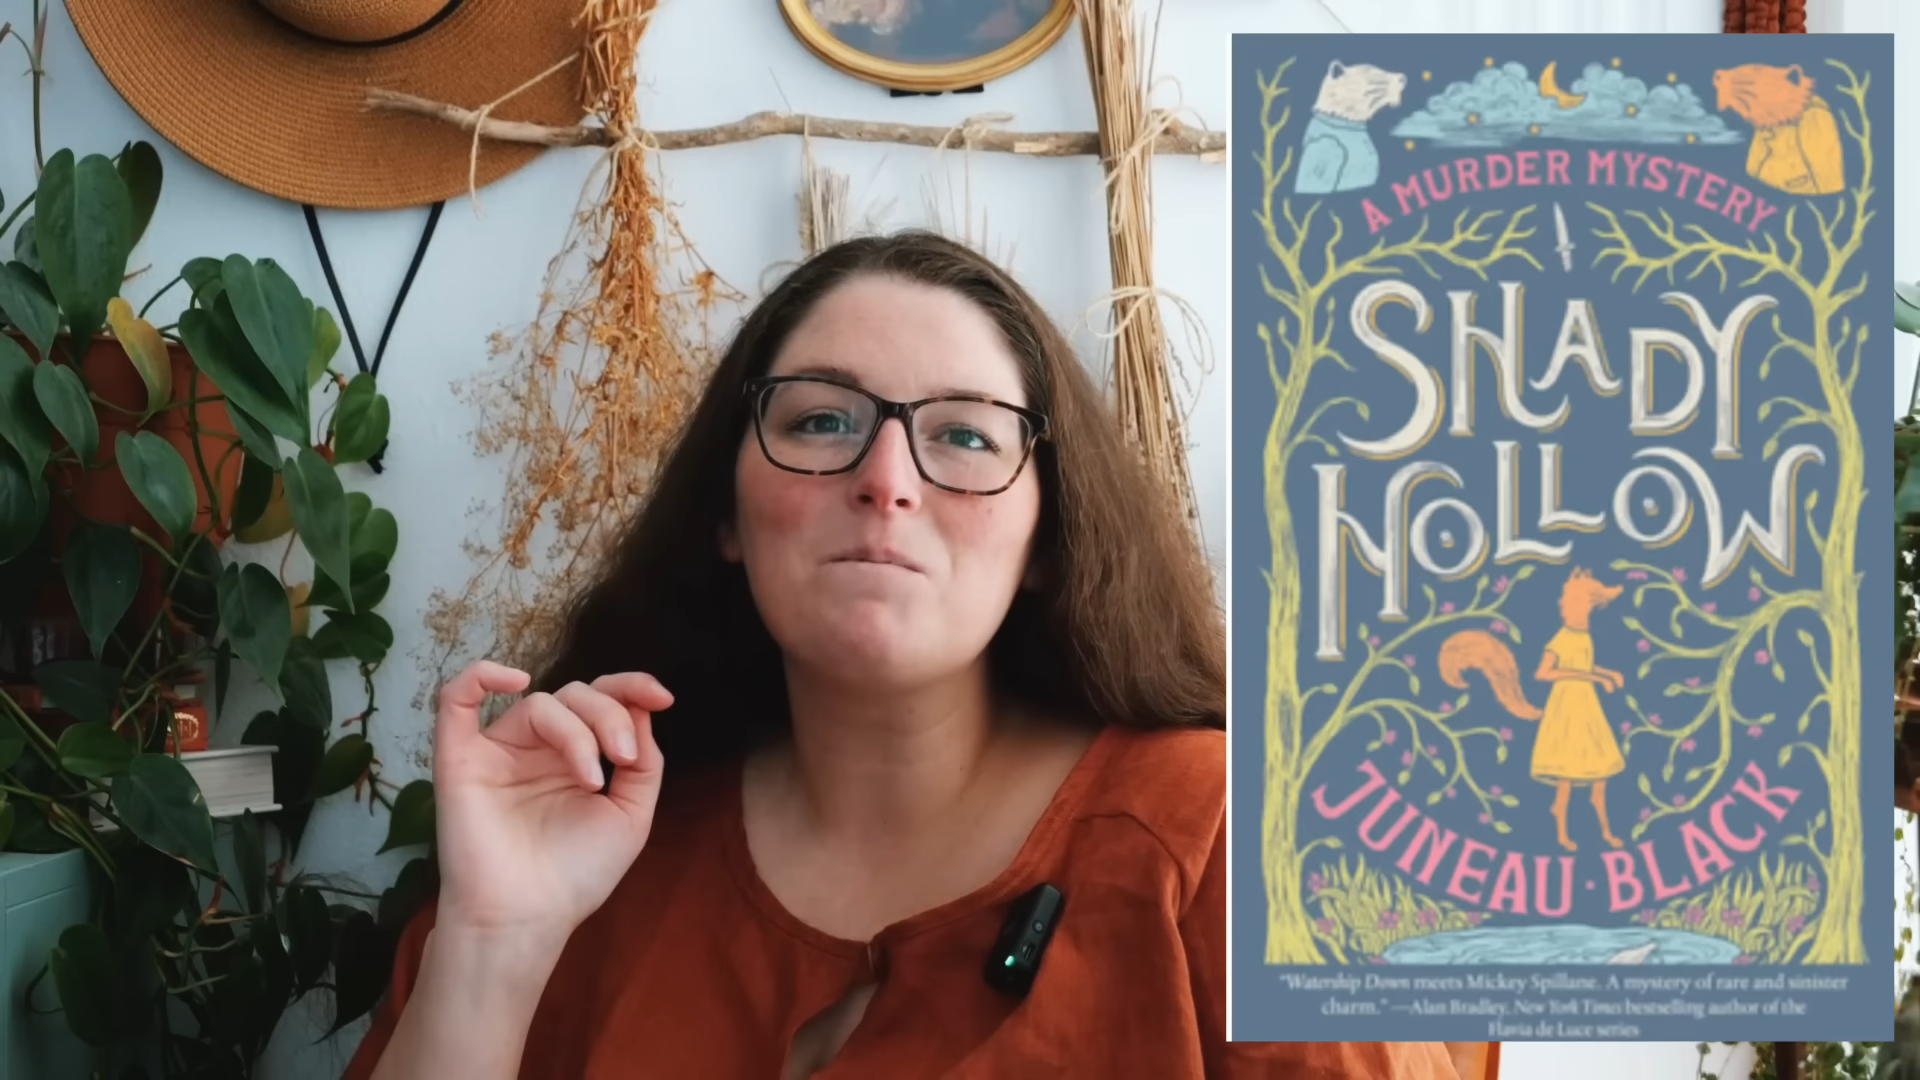 A MURDER MYSTERY
SHADY
HOLLOW
JUNEAU · BLACK
“Watership Down meets Mickey Spillane. A mystery of rare and sinister
charm.” —Alan Bradley, New York Times bestselling author of the
Flavia de Luce series